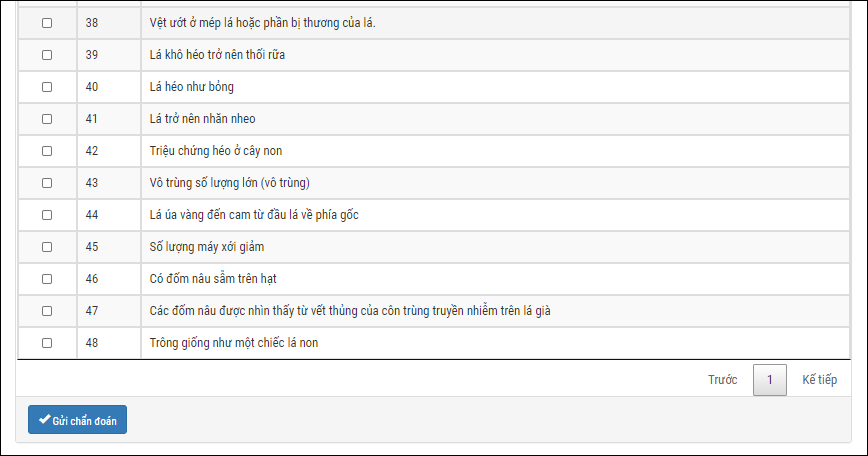 38 Vệt ướt ở mép lá hoặc phần bị thương của lá.
39 Lá khô héo trở nên thối rữa
40 Lá héo như bỏng
41 Lá trở nên nhăn nheo
42 Triệu chứng héo ở cây non
43 Vô trùng số lượng lớn (vô trùng)
44 Lá úa vàng đến cam từ đầu lá về phía gốc
45 Số lượng máy xới giảm
46 Có đốm nâu sẫm trên hạt
47 Các đốm nâu được nhìn thấy từ vết thủng của côn trùng truyền nhiễm trên lá già
48 Trông giống như một chiếc lá non
Trước 1 Kế tiếp
Gửi chẩn đoán